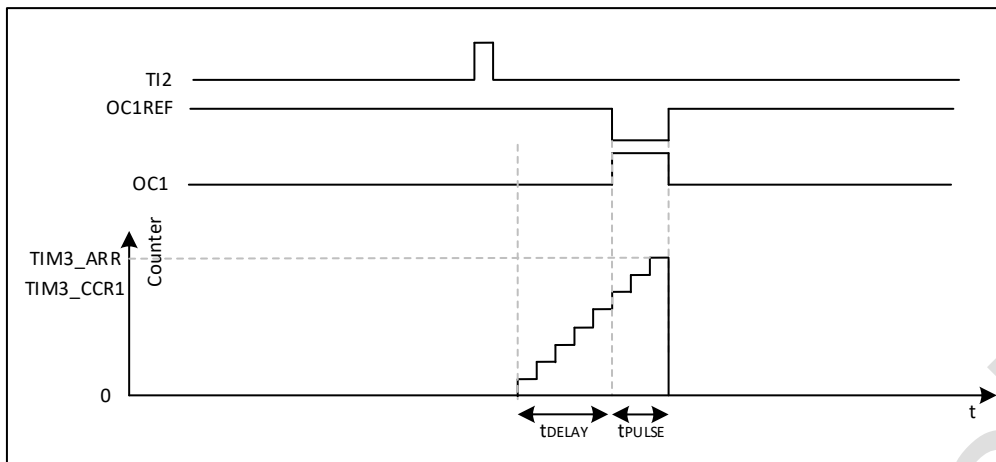 TI2
OC1REF
OC1
Counter
TIM3_ARR
TIM3_CCR1
0
t
tDELAY tPULSE